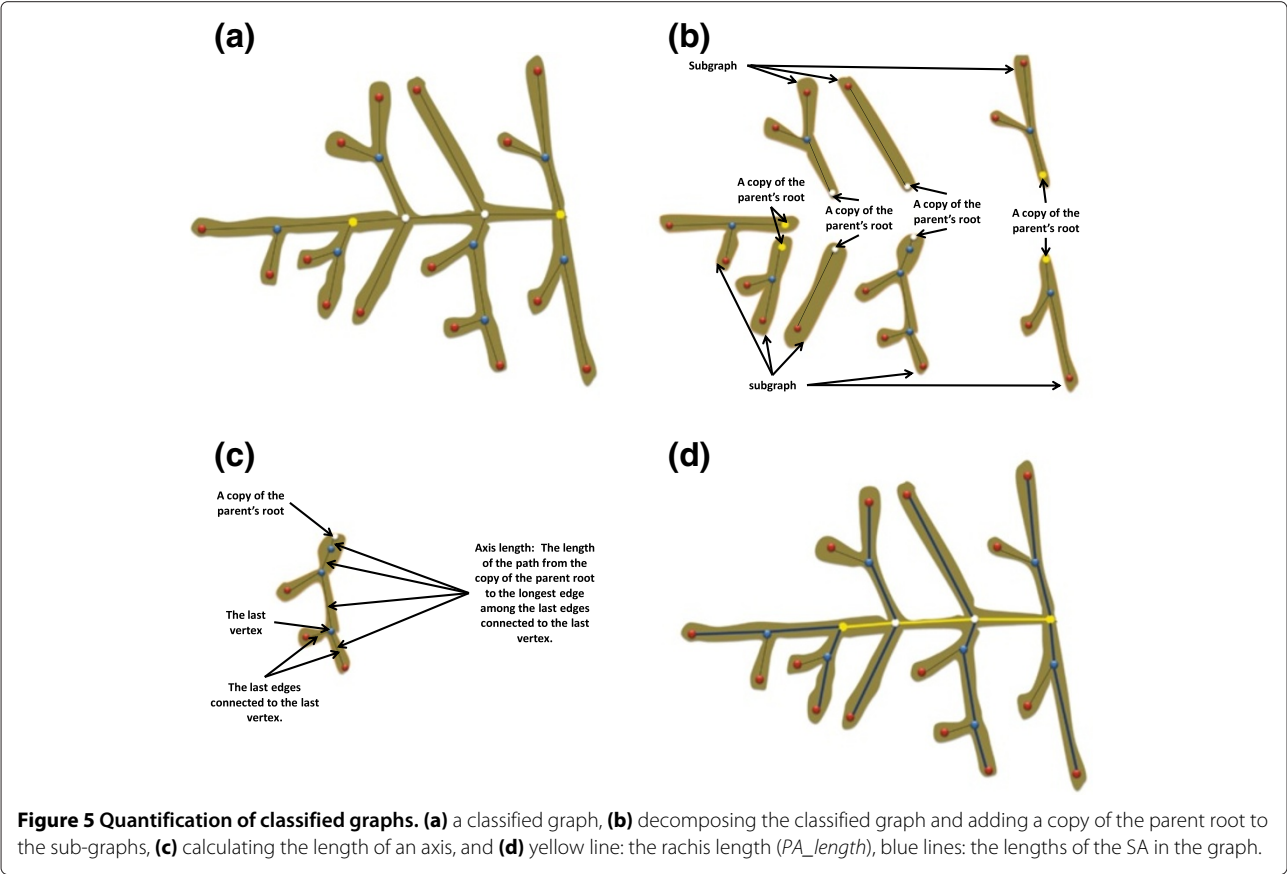 (a)
(b)
Subgraph
A copy of the
parent's root
A copy of the
parent's root
A copy of the
parent's root
A copy of the
parent's root
subgraph
(c)
A copy of the
parent's root
The last
vertex
The last edges
connected to the last
vertex.
Axis length: The length
of the path from the
copy of the parent root
to the longest edge
among the last edges
connected to the last
vertex.
(d)
Figure 5 Quantification of classified graphs. (a) a classified graph, (b) decomposing the classified graph and adding a copy of the parent root to
the sub-graphs, (c) calculating the length of an axis, and (d) yellow line: the rachis length (PA_length), blue lines: the lengths of the SA in the graph.